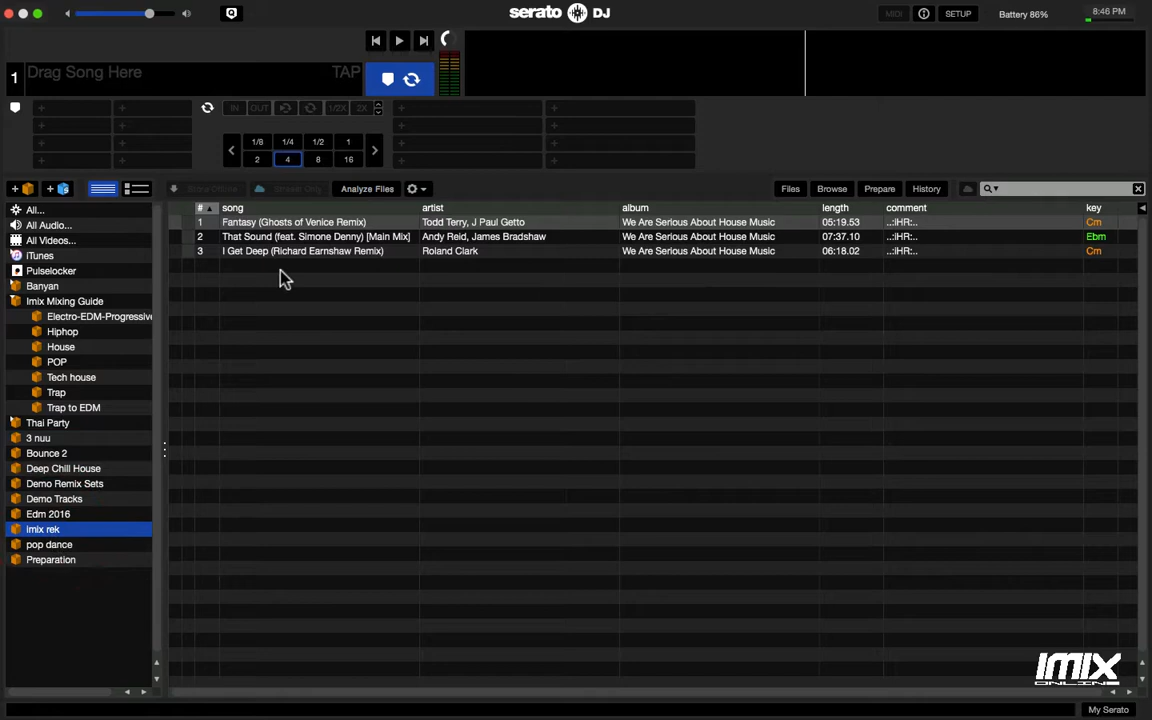 serato DJ
MIDI
SETUP
Battery 86%
8:46 PM
1
Drag Song Here
TAP
IN OUT 1/2X 2X
1/8 1/4 1/2 1
2 4 8 16
Analyze Files
Files Browse Prepare History
# song artist album length comment key
1 Fantasy (Ghosts of Venice Remix) Todd Terry, J Paul Getto We Are Serious About House Music 05:19.53 ..:iHR:.. Cm
2 That Sound (feat. Simone Denny) [Main Mix] Andy Reid, James Bradshaw We Are Serious About House Music 07:37.10 ..:iHR:.. Ebm
3 I Get Deep (Richard Earnshaw Remix) Roland Clark We Are Serious About House Music 06:18.02 ..:iHR:.. Cm
All...
All Audio...
All Videos...
iTunes
Pulselocker
Banyan
Imix Mixing Guide
Electro-EDM-Progressive
Hiphop
House
POP
Tech house
Trap
Trap to EDM
Thai Party
3 nuu
Bounce 2
Deep Chill House
Demo Remix Sets
Demo Tracks
Edm 2016
imix rek
pop dance
Preparation
IMIX
ONLINE
My Serato